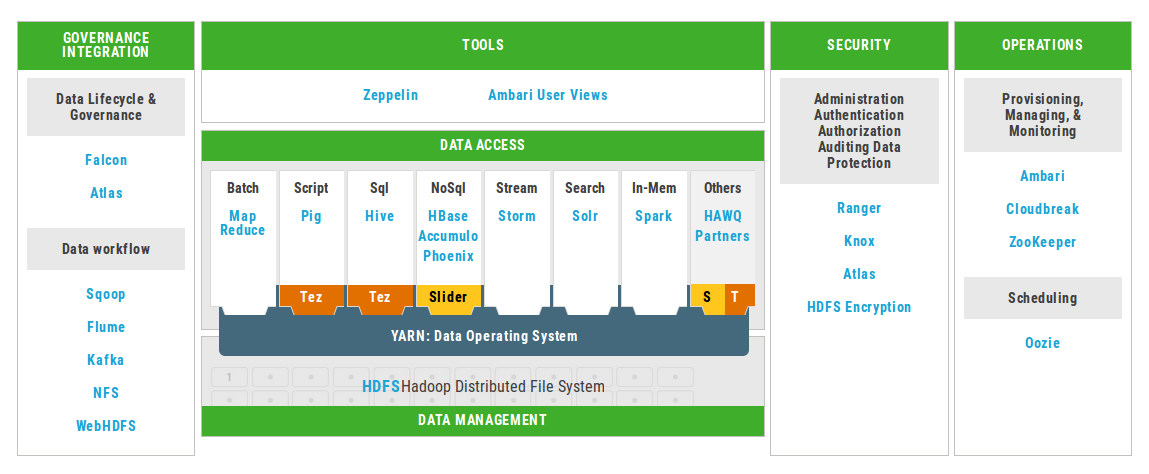 GOVERNANCE
INTEGRATION
Data Lifecycle &
Governance
Falcon
Atlas
Data workflow
Sqoop
Flume
Kafka
NFS
WebHDFS
TOOLS
Zeppelin
Ambari User Views
DATA ACCESS
Batch
Map
Reduce
Script
Pig
Tez
Sql
Hive
Tez
NoSql
HBase
Accumulo
Phoenix
Slider
Stream
Storm
Search
Solr
In-Mem
Spark
Others
HAWQ
Partners
S
T
YARN: Data Operating System
1
HDFS Hadoop Distributed File System
DATA MANAGEMENT
SECURITY
Administration
Authentication
Authorization
Auditing Data
Protection
Ranger
Knox
Atlas
HDFS Encryption
OPERATIONS
Provisioning,
Managing, &
Monitoring
Ambari
Cloudbreak
ZooKeeper
Scheduling
Oozie